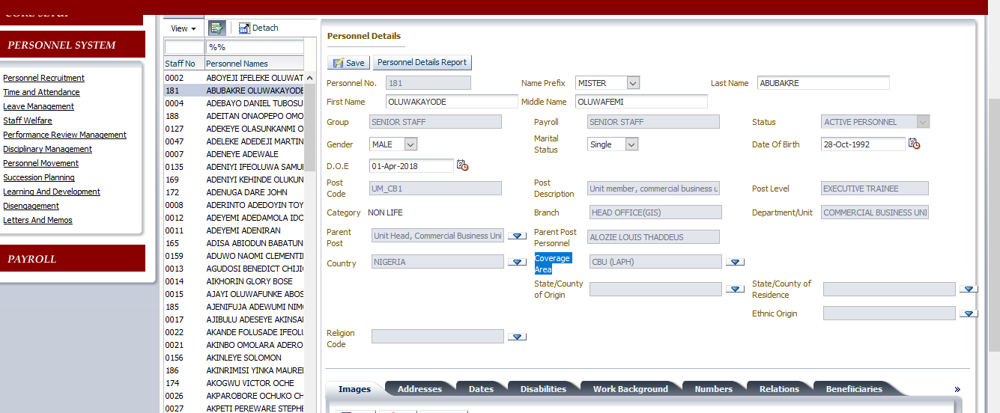 View
Detach
%%
Staff No Personnel Names
PERSONNEL SYSTEM
Personnel Recruitment
Time and Attendance
Leave Management
Staff Welfare
Performance Review Management
Disciplinary Management
Personnel Movement
Succession Planning
Learning And Development
Disengagement
Letters And Memos
PAYROLL
0002 ABOYEJI IFELEKE OLUWAT
181 ABUBAKRE OLUWAKAYODE
0004 ADEBAYO DANIEL TUBOSU
188 ADEITAN ONAOPEPO OMO
0127 ADEKEYE OLASUNKANMI O
0047 ADELEKE ADEDEJI MARTIN
0007 ADENEYE ADEWALE
0135 ADENIYI IFEOLUWA SAMUI
169 ADENIYI KEHINDE OLUKUN
172 ADENUGA DARE JOHN
0008 ADERINTO ADEDOYIN TOY
0012 ADEYEMI ADEDAMOLA IDO
0011 ADEYEMI ADENIRAN
165 ADISA ABIODUN BABATUN
159 ADUWO NAOMI CLEMENTI
0013 AGUDOSI BENEDICT CHIJI
0014 AIKHORIN GLORY BOSE
0015 AJAYI OLUWAFUNKE ABOS
185 AJENIFUJA ADEWUMI NIM
0017 AJIBULU ADESEYE AKINSA
0022 AKANDE FOLUSADE IFEOL
0021 AKINBO OMOLARA ADERO
0156 AKINLEYE SOLOMON
186 AKINRIMISI YINKA MAURE
174 AKOGWU VICTOR OCHE
0026 AKPAROBORE OCHUKO CH
0027 AKPETI PEREWARE STEPHE
Personnel Details
Save Personnel Details Report
Personnel No. 181 Name Prefix MISTER Last Name ABUBAKRE
First Name OLUWAKAYODE Middle Name OLUWAFEMI
Group SENIOR STAFF Payroll SENIOR STAFF Status ACTIVE PERSONNEL
Gender MALE Marital Status Single Date Of Birth 28-Oct-1992
D.O.E 01-Apr-2018
Post Code UM_CB1 Post Description Unit member, commercial business u Post Level EXECUTIVE TRAINEE
Category NON LIFE Branch HEAD OFFICE(GIS) Department/Unit COMMERCIAL BUSINESS UNI
Parent Post Unit Head, Commercial Business Uni Parent Post Personnel ALOZIE LOUIS THADDEUS
Country NIGERIA Coverage Area CBU (LAPH)
State/County of Origin State/County of Residence
Ethnic Origin
Religion Code
Images Addresses Dates Disabilities Work Background Numbers Relations Benefiiciaries »